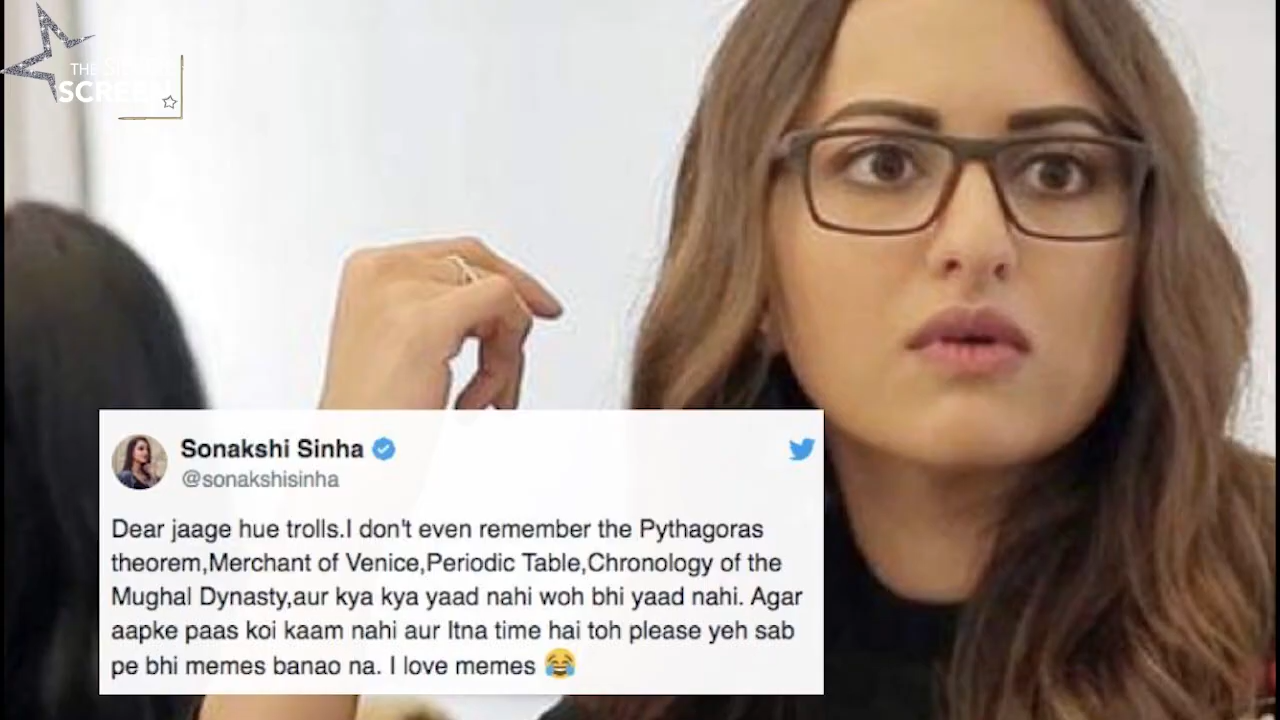 THE
SCREEN
Sonakshi Sinha
@sonakshisinha
Dear jaage hue trolls.I don't even remember the Pythagoras
theorem,Merchant of Venice,Periodic Table,Chronology of the
Mughal Dynasty,aur kya kya yaad nahi woh bhi yaad nahi. Agar
aapke paas koi kaam nahi aur Itna time hai toh please yeh sab
pe bhi memes banao na. I love memes 😂